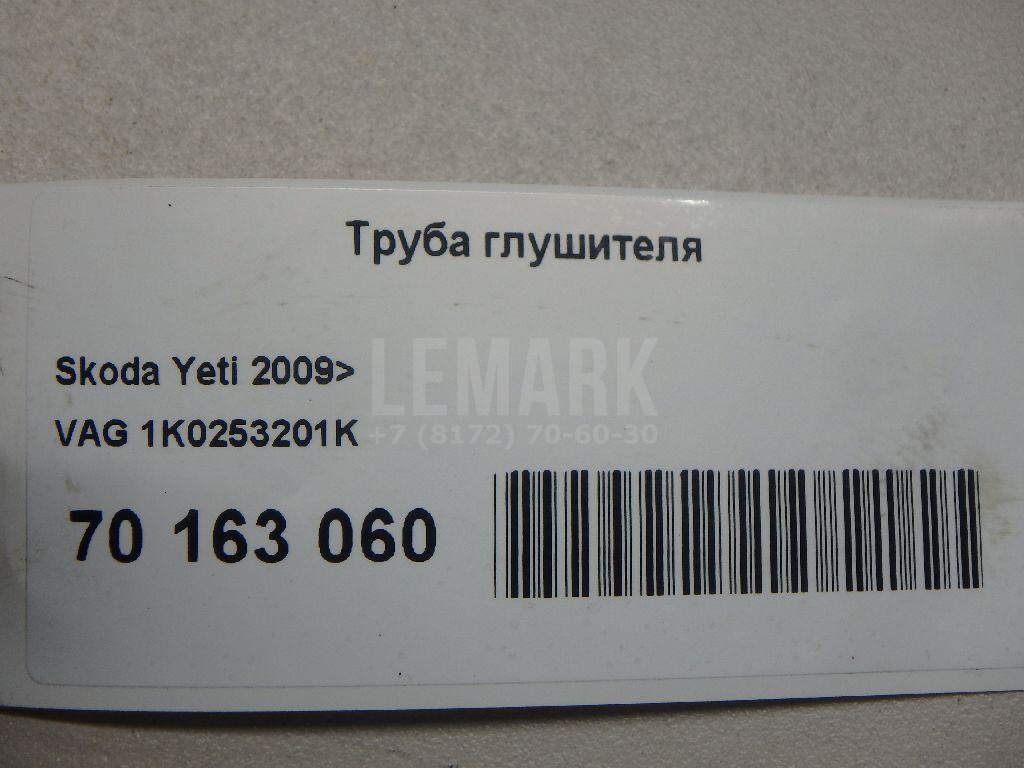 Труба глушителя
LEMARK
Skoda Yeti 2009>
VAG 1K0253201K
+7 (8172) 70-60-30
70 163 060